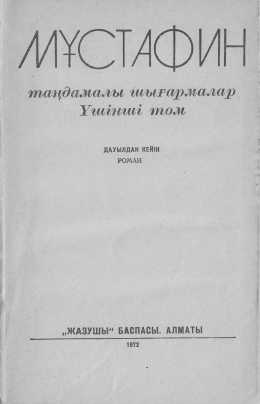 МҰСТАФИН
таңдамалы шығармалар
Үшінші том
ДАУЫЛДАН КЕЙІН
РОМАН
„ЖАЗУШЫ“ БАСПАСЫ. АЛМАТЫ
1972